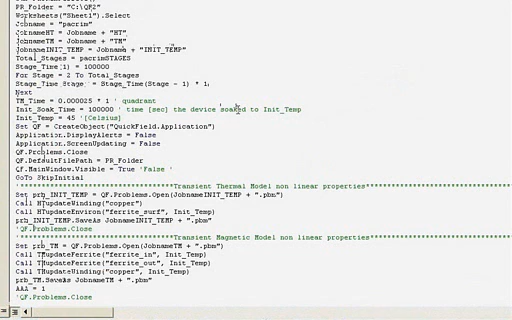 PR_Folder = "C:\QF2"
Worksheets("Sheet1").Select
Jobname = "pacrim"
JobnameHT = Jobname + "HT"
JobnameTM = Jobname + "TM"
JobnameINIT_TEMP = Jobname + "INIT_TEMP"
Total_Stages = pacrimSTAGES
Stage_Time(1) = 100000
For Stage = 2 To Total_Stages
Stage_Time(Stage) = Stage_Time(Stage - 1) * 1.
Next
TM_Time = 0.000025 * 1 ' quadrant
Init_Soak_Time = 100000 ' time [sec] the device soaked to Init_Temp
Init_Temp = 45 '[Celsius]
Set QF = CreateObject("QuickField.Application")
Application.DisplayAlerts = False
Application.ScreenUpdating = False
QF.Problems.Close
QF.DefaultFilePath = PR_Folder
QF.MainWindow.Visible = True 'False '
GoTo SkipInitial
Transient Thermal Model non linear properties
Set prb_INIT_TEMP = QF.Problems.Open(JobnameINIT_TEMP + ".pbm")
Call HTupdateWinding("copper")
Call HTupdateEnviron("ferrite_surf", Init_Temp)
prb_INIT_TEMP.SaveAs JobnameINIT_TEMP + ".pbm"
'QF.Problems.Close
Transient Magnetic Model non linear properties
Set prb_TM = QF.Problems.Open(JobnameTM + ".pbm")
Call TMupdateFerrite("ferrite_in", Init_Temp)
Call TMupdateFerrite("ferrite_out", Init_Temp)
Call TMupdateWinding("copper", Init_Temp)
prb_TM.SaveAs JobnameTM + ".pbm"
AAA = 1
'QF.Problems.Close